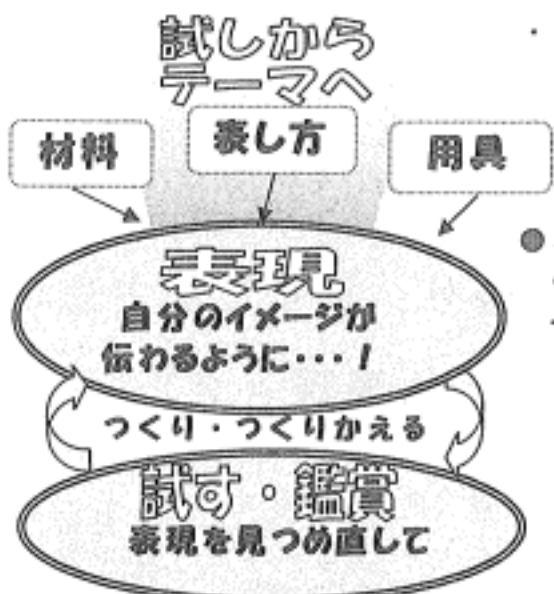 試しから
テーマへ
材料
表し方
用具
表現
自分のイメージが
伝わるように・・・!
つくり・つくりかえる
試す・鑑賞
表現を見つめ直して